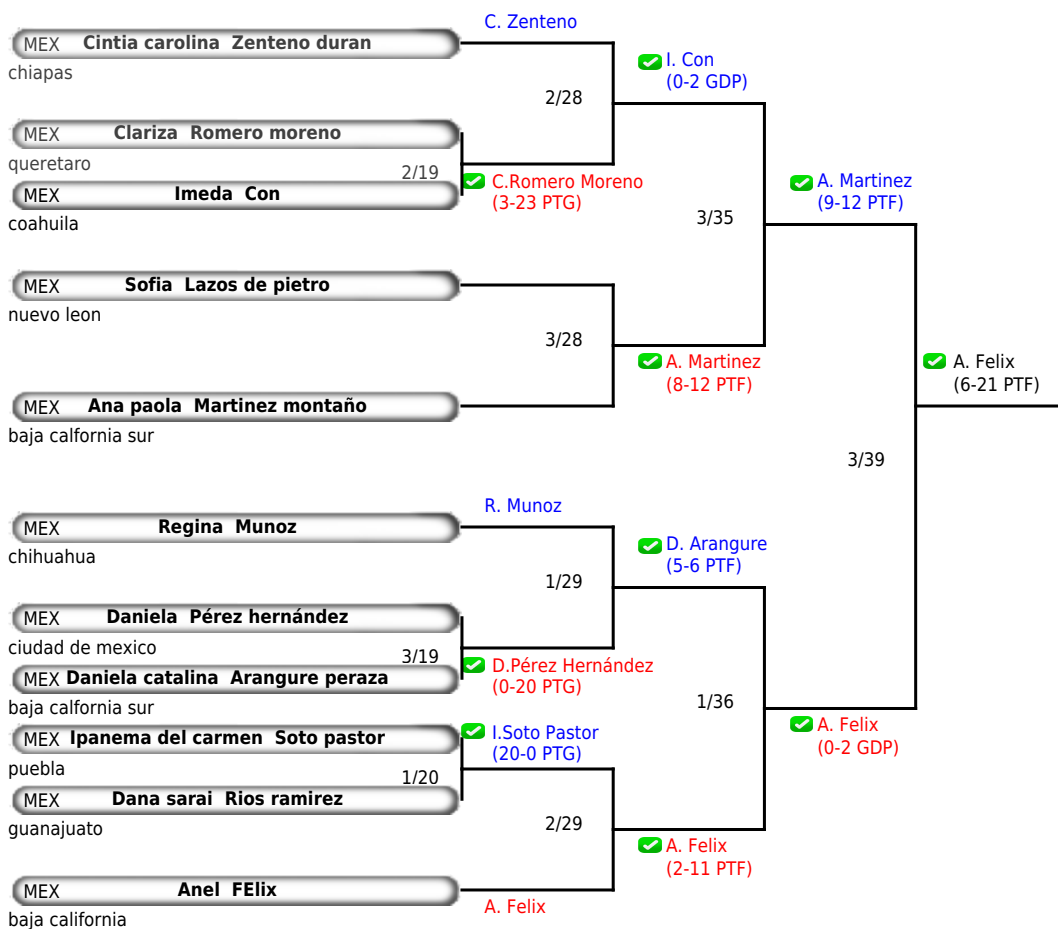 C. Zenteno
MEX Cintia carolina Zenteno duran
chiapas
I. Con
(0-2 GDP)
2/28
MEX Clariza Romero moreno
queretaro
2/19
C.Romero Moreno
(3-23 PTG)
MEX Imeda Con
coahuila
A. Martinez
(9-12 PTF)
3/35
MEX Sofia Lazos de pietro
nuevo leon
3/28
A. Martinez
(8-12 PTF)
A. Felix
(6-21 PTF)
MEX Ana paola Martinez montaño
baja calfornia sur
3/39
R. Munoz
MEX Regina Munoz
chihuahua
D. Arangure
(5-6 PTF)
1/29
MEX Daniela Pérez hernández
ciudad de mexico
3/19
D.Pérez Hernández
(0-20 PTG)
MEX Daniela catalina Arangure peraza
baja calfornia sur
1/36
A. Felix
(0-2 GDP)
MEX Ipanema del carmen Soto pastor
puebla
I.Soto Pastor
(20-0 PTG)
1/20
MEX Dana sarai Rios ramirez
guanajuato
2/29
A. Felix
(2-11 PTF)
MEX Anel FElix
baja california
A. Felix